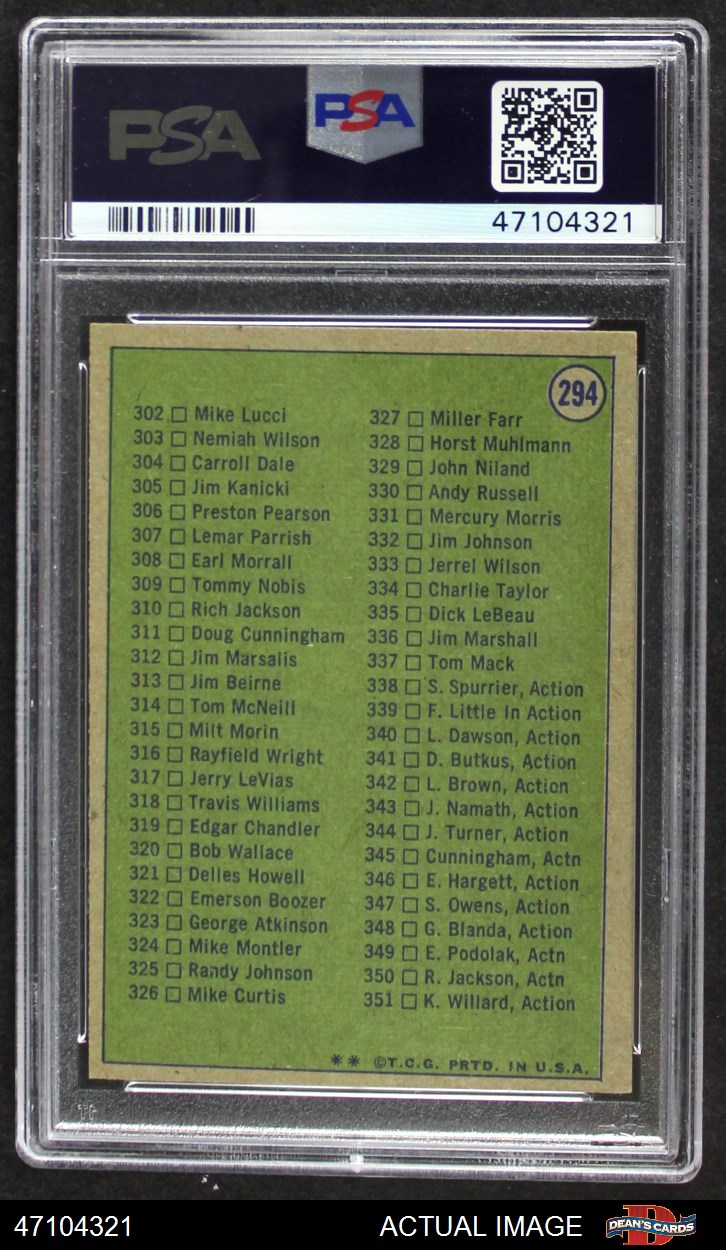 PSA
PSA
47104321
294
302 □ Mike Lucci
303 □ Nemiah Wilson
304 □ Carroll Dale
305 □ Jim Kanicki
306 □ Preston Pearson
307 □ Lemar Parrish
308 □ Earl Morrall
309 □ Tommy Nobis
310 □ Rich Jackson
311 □ Doug Cunningham
312 □ Jim Marsalis
313 □ Jim Beirne
314 □ Tom McNeill
315 □ Milt Morin
316 □ Rayfield Wright
317 □ Jerry LeVias
318 □ Travis Williams
319 □ Edgar Chandler
320 □ Bob Wallace
321 □ Delles Howell
322 □ Emerson Boozer
323 □ George Atkinson
324 □ Mike Montler
325 □ Randy Johnson
326 □ Mike Curtis
327 □ Miller Farr
328 □ Horst Muhlmann
329 □ John Niland
330 □ Andy Russell
331 □ Mercury Morris
332 □ Jim Johnson
333 □ Jerrel Wilson
334 □ Charlie Taylor
335 □ Dick LeBeau
336 □ Jim Marshall
337 □ Tom Mack
338 □ S. Spurrier, Action
339 □ F. Little In Action
340 □ L. Dawson, Action
341 □ D. Butkus, Action
342 □ L. Brown, Action
343 □ J. Namath, Action
344 □ J. Turner, Action
345 □ Cunningham, Actn
346 □ E. Hargett, Action
347 □ S. Owens, Action
348 □ G. Blanda, Action
349 □ E. Podolak, Actn
350 □ R. Jackson, Actn
351 □ K. Willard, Action
** ©T.C.G. PRTD. IN U.S.A.
47104321
ACTUAL IMAGE
DEAN'S CARDS